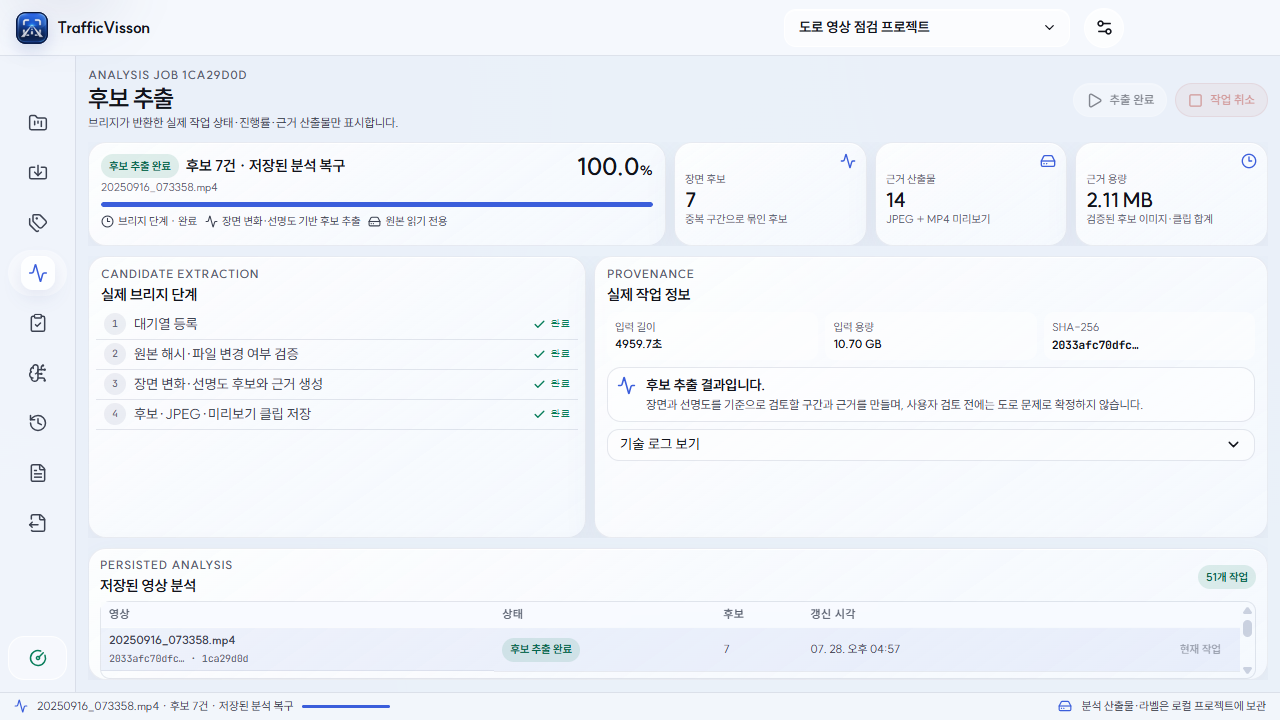 TrafficVisson
도로 영상 점검 프로젝트
ANALYSIS JOB 1CA29D0D
후보 추출
브리지가 반환한 실제 작업 상태·진행률·근거 산출물만 표시합니다.
추출 완료
작업 취소
후보 추출 완료 후보 7건 · 저장된 분석 복구
100.0%
20250916_073358.mp4
브리지 단계 · 완료 장면 변화·선명도 기반 후보 추출 원본 읽기 전용
장면 후보
7
중복 구간으로 묶인 후보
근거 산출물
14
JPEG + MP4 미리보기
근거 용량
2.11 MB
검증된 후보 이미지·클립 합계
CANDIDATE EXTRACTION
실제 브리지 단계
1 대기열 등록 완료
2 원본 해시·파일 변경 여부 검증 완료
3 장면 변화·선명도 후보와 근거 생성 완료
4 후보·JPEG·미리보기 클립 저장 완료
PROVENANCE
실제 작업 정보
입력 길이
4959.7초
입력 용량
10.70 GB
SHA-256
2033afc70dfc…
후보 추출 결과입니다.
장면과 선명도를 기준으로 검토할 구간과 근거를 만들며, 사용자 검토 전에는 도로 문제로 확정하지 않습니다.
기술 로그 보기
PERSISTED ANALYSIS
저장된 영상 분석
51개 작업
영상 상태 후보 갱신 시각
20250916_073358.mp4
2033afc70dfc… · 1ca29d0d
후보 추출 완료
7
07. 28. 오후 04:57
현재 작업
20250916_073358.mp4 · 후보 7건 · 저장된 분석 복구
분석 산출물·라벨은 로컬 프로젝트에 보관